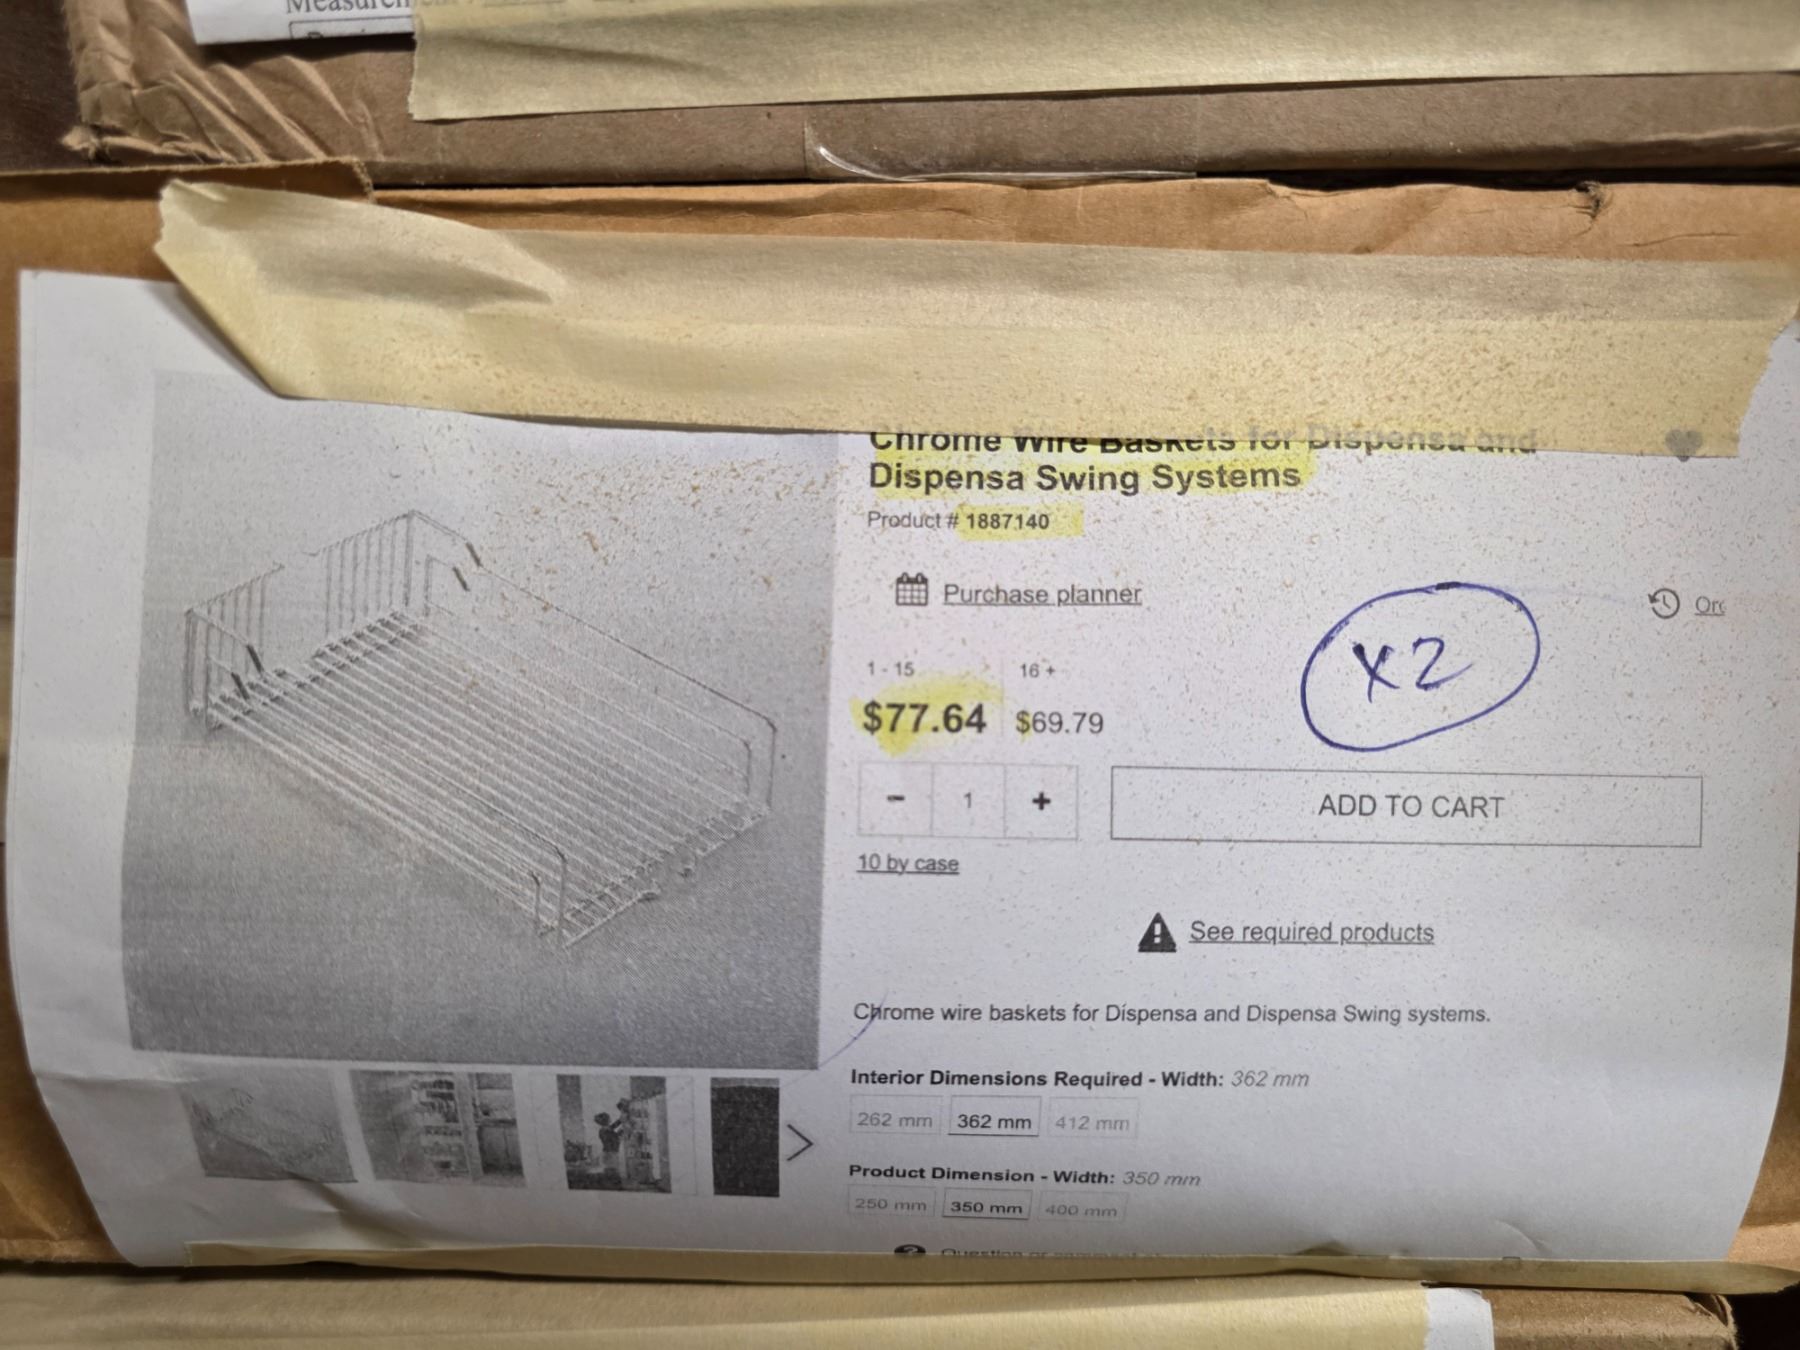 Chrome Wire Baskets for Dispensa and
Dispensa Swing Systems
Product # 1887140
Purchase planner
X2
1 - 15
16 +
$77.64
$69.79
- 1 +
ADD TO CART
10 by case
See required products
Chrome wire baskets for Dispensa and Dispensa Swing systems.
Interior Dimensions Required - Width: 362 mm
262 mm 362 mm 412 mm
Product Dimension - Width: 350 mm
250 mm 350 mm 400 mm
? Question or